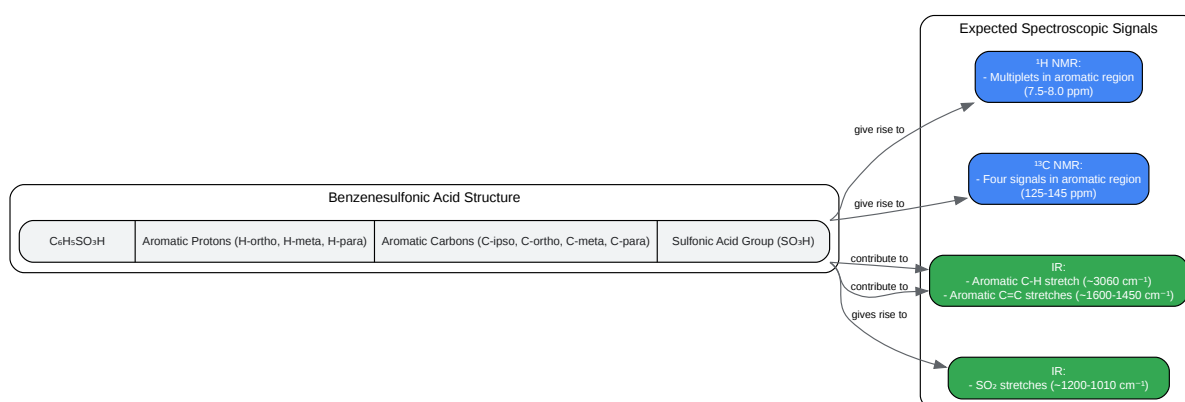 Expected Spectroscopic Signals
¹H NMR:
- Multiplets in aromatic region
(7.5-8.0 ppm)
give rise to
¹³C NMR:
- Four signals in aromatic region
(125-145 ppm)
give rise to
Benzenesulfonic Acid Structure
C₆H₅SO₃H
Aromatic Protons (H-ortho, H-meta, H-para)
Aromatic Carbons (C-ipso, C-ortho, C-meta, C-para)
Sulfonic Acid Group (SO₃H)
contribute to
contribute to
IR:
- Aromatic C-H stretch (~3060 cm⁻¹)
- Aromatic C=C stretches (~1600-1450 cm⁻¹)
gives rise to
IR:
- SO₂ stretches (~1200-1010 cm⁻¹)